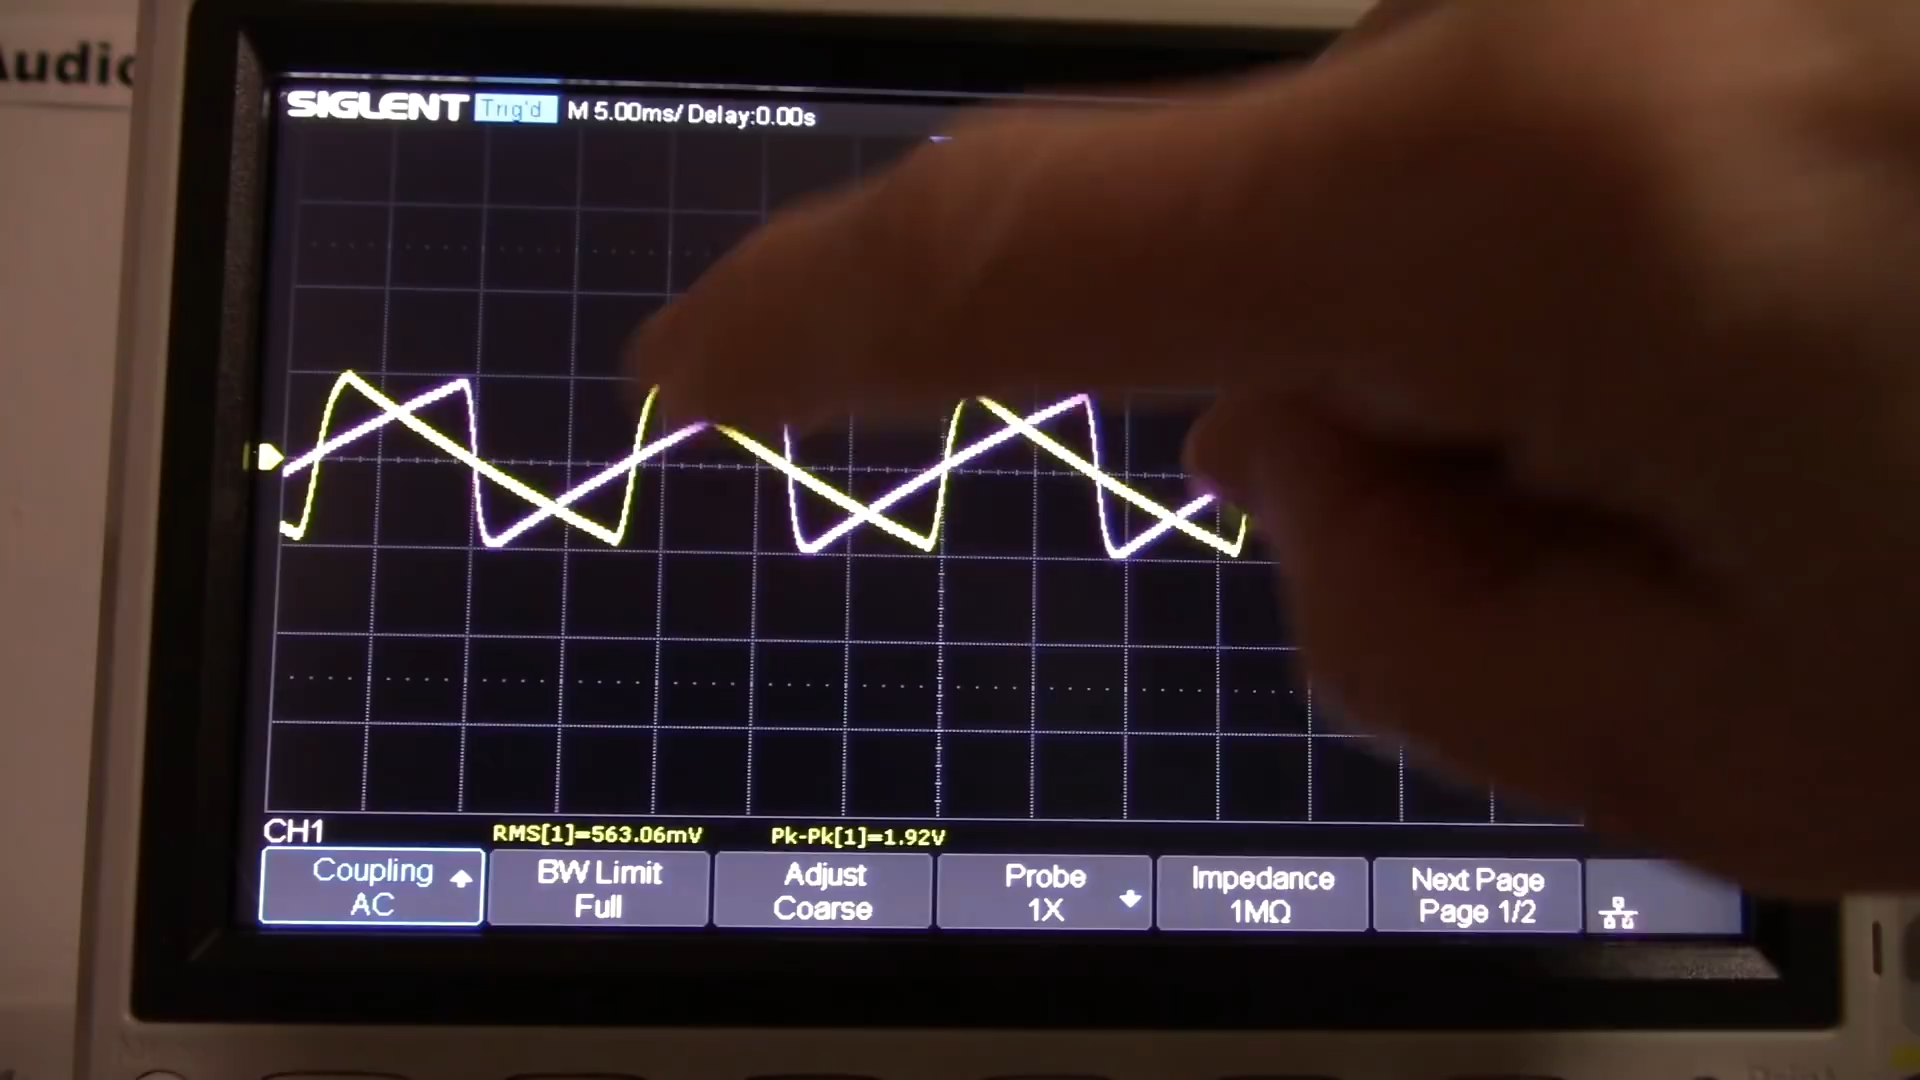 Audio
SIGLENT Trig'd M 5.00ms/ Delay:0.00s
CH1 RMS[1]=563.06mV Pk-Pk[1]=1.92V
Coupling BW Limit Adjust Probe Impedance Next Page
AC Full Coarse 1X 1MΩ Page 1/2